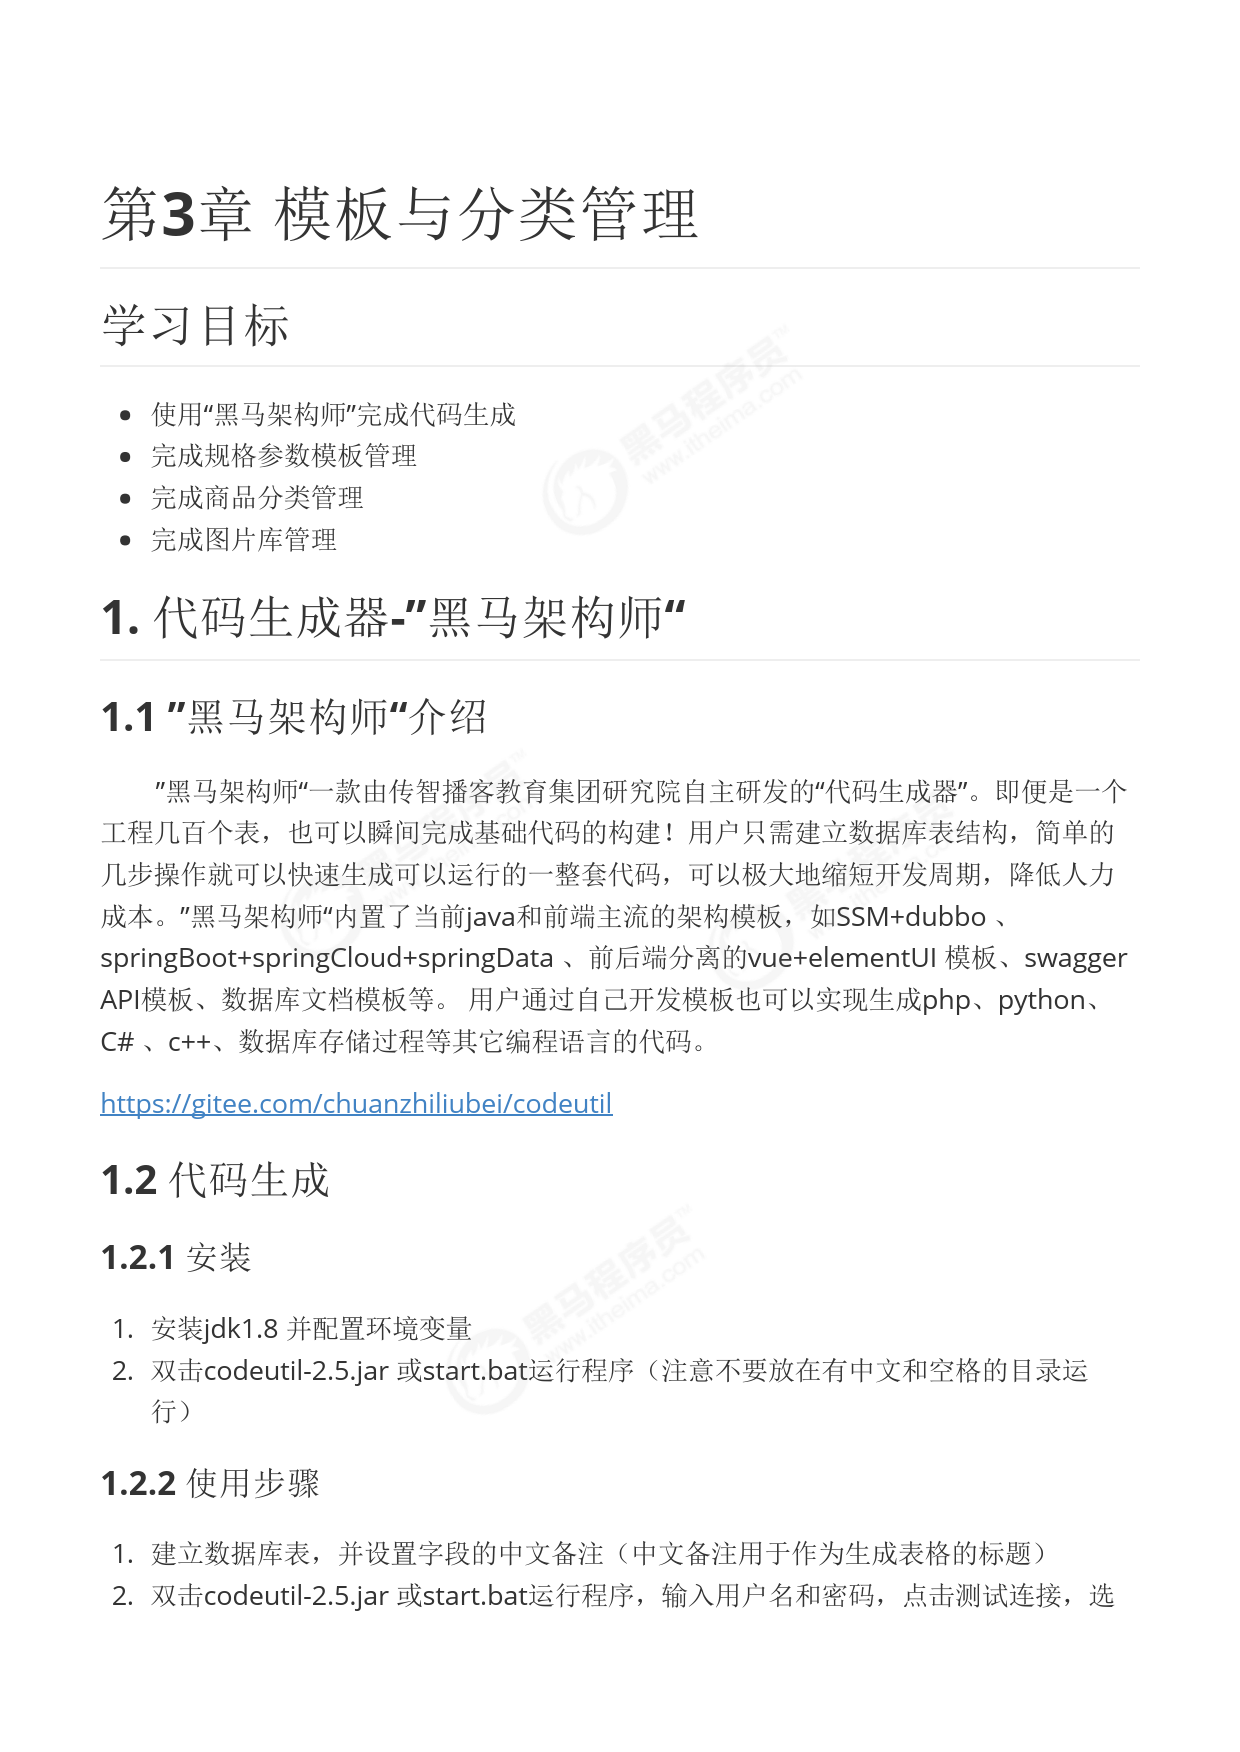 第3章 模板与分类管理
学习目标
使用“黑马架构师”完成代码生成
完成规格参数模板管理
完成商品分类管理
完成图片库管理
1. 代码生成器-”黑马架构师“
1.1 ”黑马架构师“介绍
”黑马架构师“一款由传智播客教育集团研究院自主研发的“代码生成器”。即便是一个
工程几百个表，也可以瞬间完成基础代码的构建！用户只需建立数据库表结构，简单的
几步操作就可以快速生成可以运行的一整套代码，可以极大地缩短开发周期，降低人力
成本。”黑马架构师“内置了当前java和前端主流的架构模板，如SSM+dubbo 、
springBoot+springCloud+springData 、前后端分离的vue+elementUI 模板、swagger
API模板、数据库文档模板等。 用户通过自己开发模板也可以实现生成php、python、
C# 、c++、数据库存储过程等其它编程语言的代码。
https://gitee.com/chuanzhiliubei/codeutil
1.2 代码生成
1.2.1 安装
1. 安装jdk1.8 并配置环境变量
2. 双击codeutil-2.5.jar 或start.bat运行程序（注意不要放在有中文和空格的目录运
行）
1.2.2 使用步骤
1. 建立数据库表，并设置字段的中文备注（中文备注用于作为生成表格的标题）
2. 双击codeutil-2.5.jar 或start.bat运行程序，输入用户名和密码，点击测试连接，选
黑马程序员™
www.itheima.com
黑马程序员™
www.itheima.com